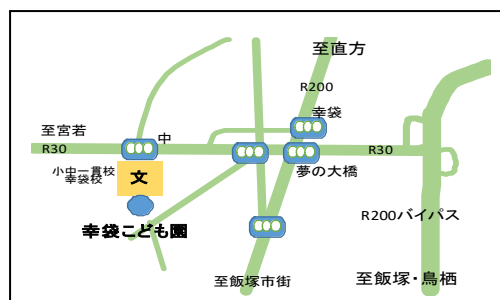 至直方
R200
幸袋
至宮若
中
R30
R30
小中一貫校
幸袋校
文
夢の大橋
幸袋こども園
R200バイパス
至飯塚市街
至飯塚・鳥栖